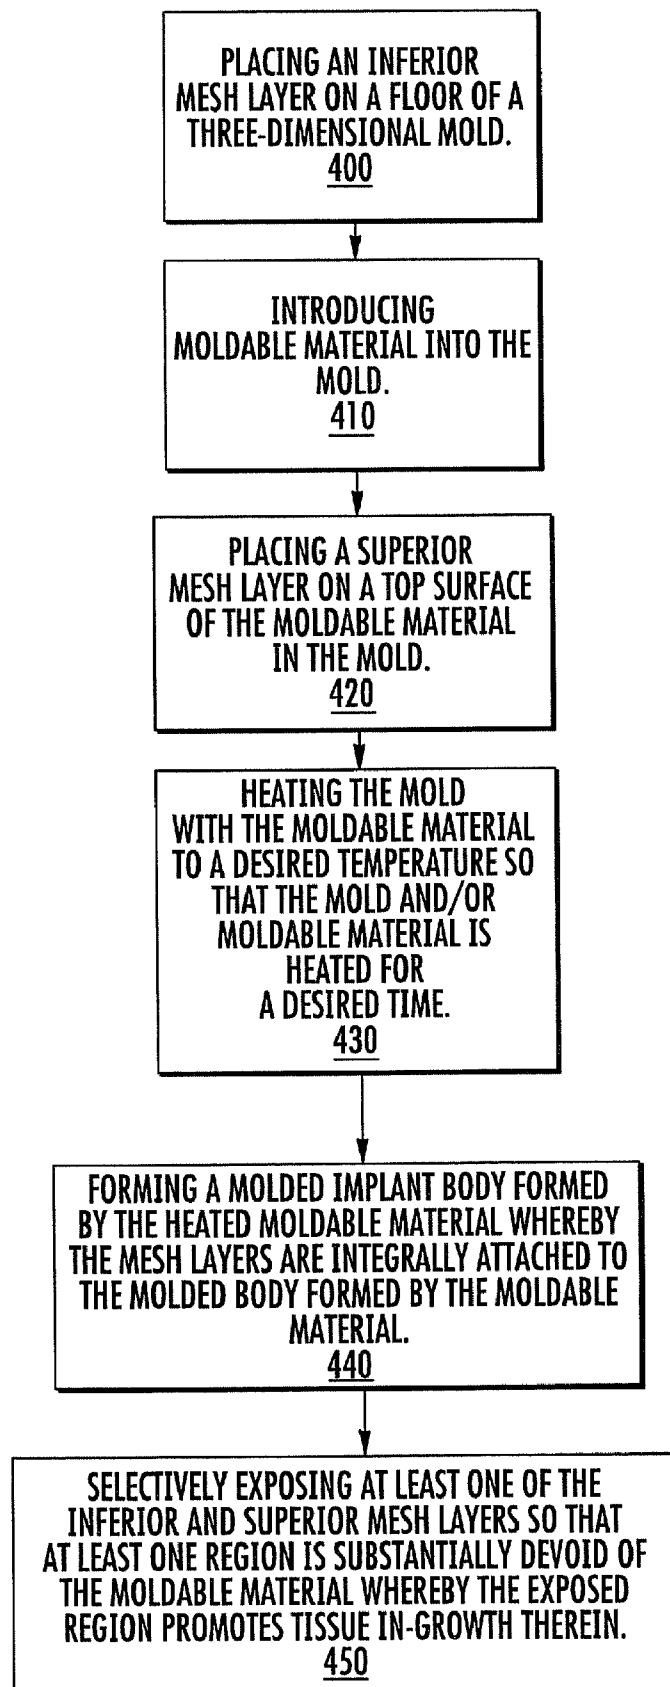 PLACING AN INFERIOR
MESH LAYER ON A FLOOR OF A
THREE-DIMENSIONAL MOLD.
400
INTRODUCING
MOLDABLE MATERIAL INTO THE
MOLD.
410
PLACING A SUPERIOR
MESH LAYER ON A TOP SURFACE
OF THE MOLDABLE MATERIAL
IN THE MOLD.
420
HEATING THE MOLD
WITH THE MOLDABLE MATERIAL
TO A DESIRED TEMPERATURE SO
THAT THE MOLD AND/OR
MOLDABLE MATERIAL IS
HEATED FOR
A DESIRED TIME.
430
FORMING A MOLDED IMPLANT BODY FORMED
BY THE HEATED MOLDABLE MATERIAL WHEREBY
THE MESH LAYERS ARE INTEGRALLY ATTACHED TO
THE MOLDED BODY FORMED BY THE MOLDABLE
MATERIAL.
440
SELECTIVELY EXPOSING AT LEAST ONE OF THE
INFERIOR AND SUPERIOR MESH LAYERS SO THAT
AT LEAST ONE REGION IS SUBSTANTIALLY DEVOID OF
THE MOLDABLE MATERIAL WHEREBY THE EXPOSED
REGION PROMOTES TISSUE IN-GROWTH THEREIN.
450